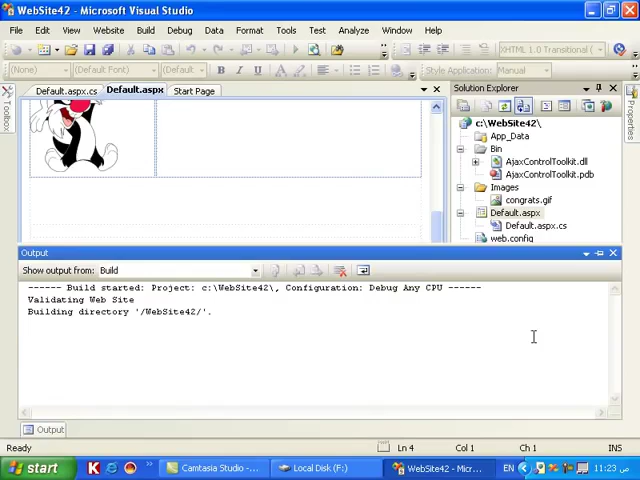 WebSite42 - Microsoft Visual Studio
File Edit View Website Build Debug Data Format Tools Test Analyze Window Help
XHTML 1.0 Transitional (
(None) (Default Font) (Default B I U A Style Application: Manual
Default.aspx.cs Default.aspx Start Page
Toolbox
Solution Explorer
c:\WebSite42\
App_Data
Bin
AjaxControlToolkit.dll
AjaxControlToolkit.pdb
Images
congrats.gif
Default.aspx
Default.aspx.cs
web.config
Properties
Output
Show output from: Build
------ Build started: Project: c:\WebSite42\, Configuration: Debug Any CPU ------
Validating Web Site
Building directory '/WebSite42/'.
Output
Ready Ln 4 Col 1 Ch 1 INS
start K Camtasia Studio -... Local Disk (F:) WebSite42 - Micr... EN 11:23 ص